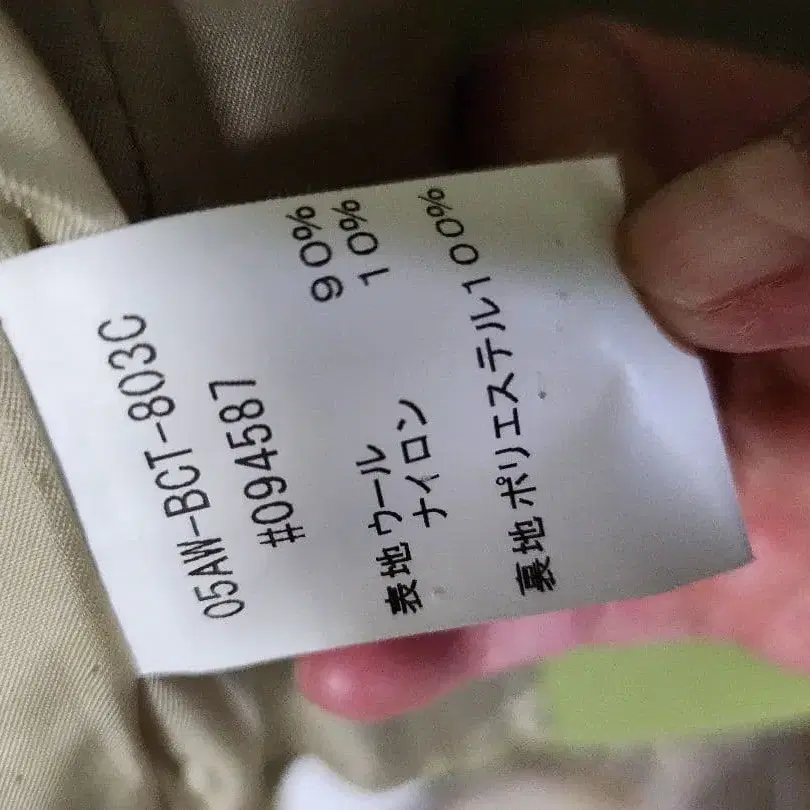 05AW-BCT-803C
#094587
表地 ウール 90%
ナイロン 10%
裏地 ポリエステル100%